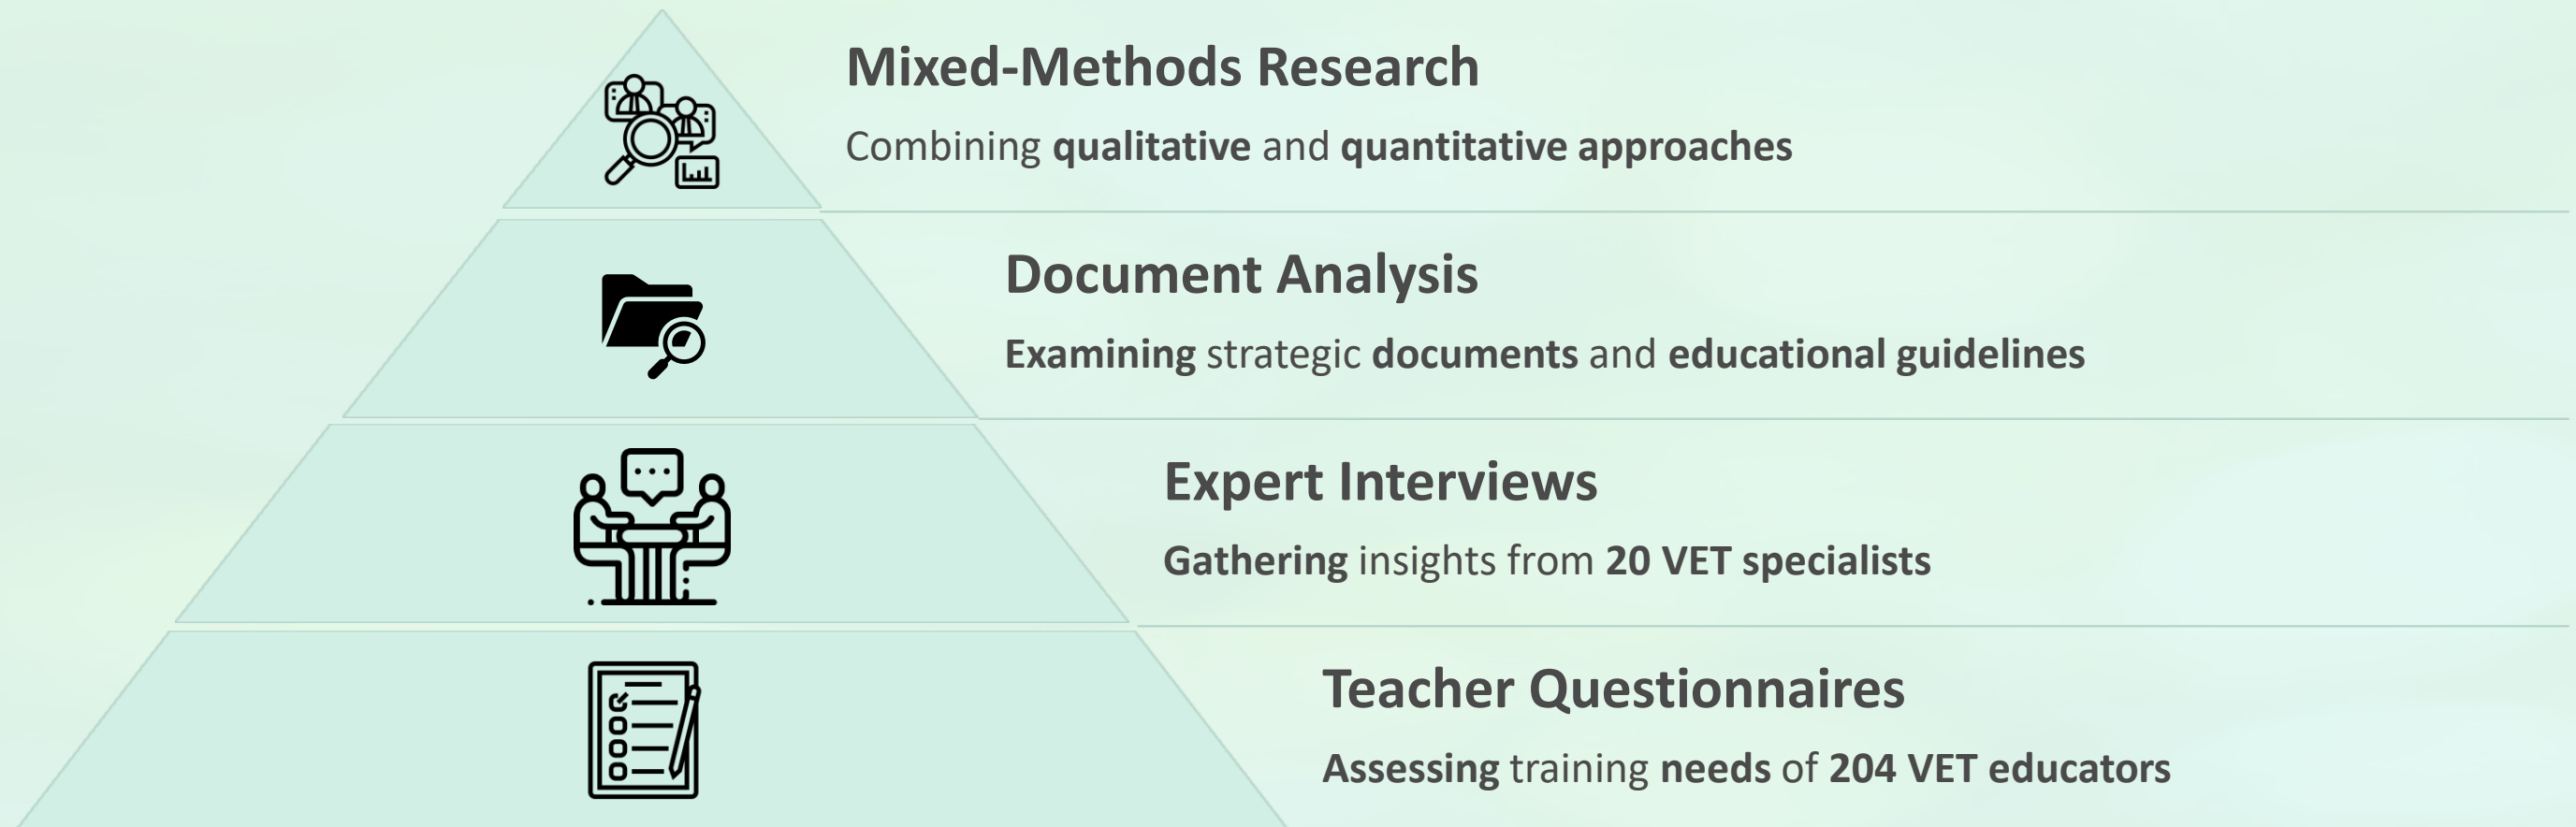 Mixed-Methods Research
Combining qualitative and quantitative approaches
Document Analysis
Examining strategic documents and educational guidelines
Expert Interviews
Gathering insights from 20 VET specialists
Teacher Questionnaires
Assessing training needs of 204 VET educators